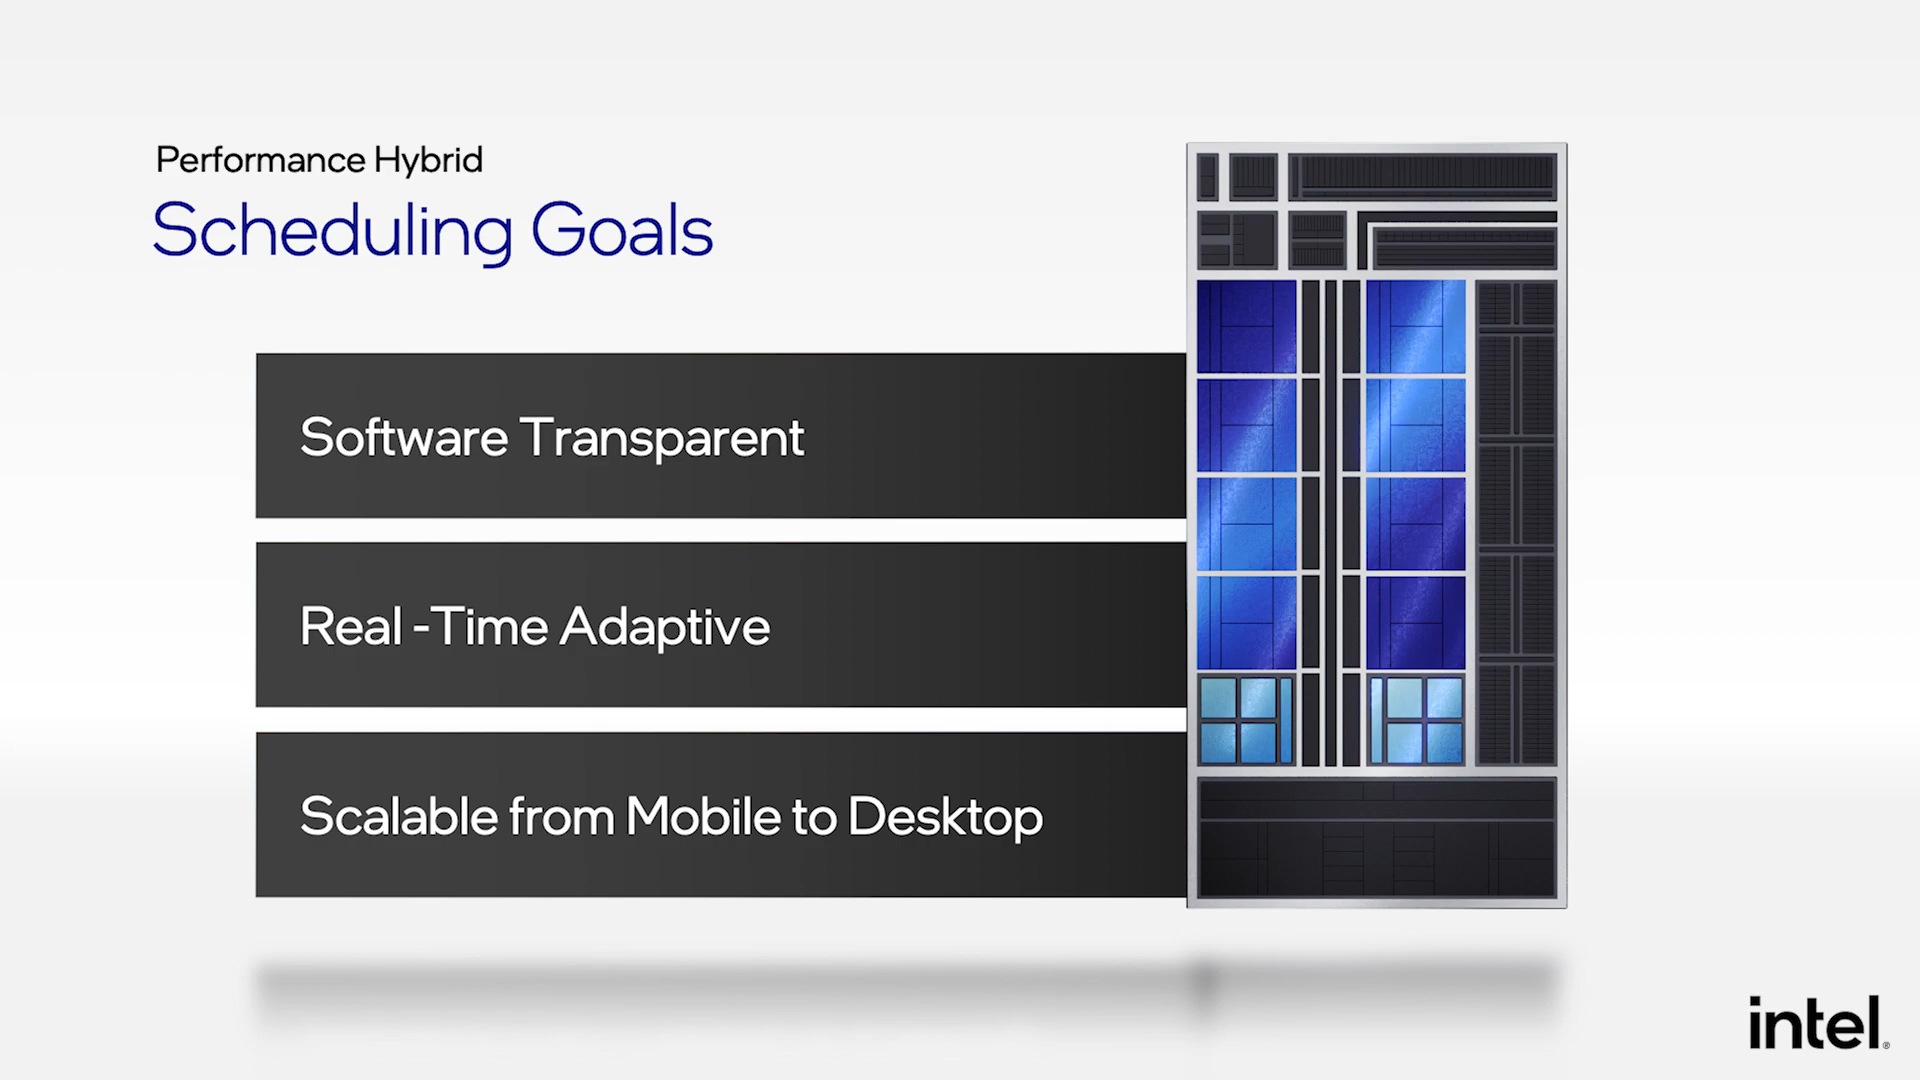 Performance Hybrid
Scheduling Goals
Software Transparent
Real -Time Adaptive
Scalable from Mobile to Desktop
intel®